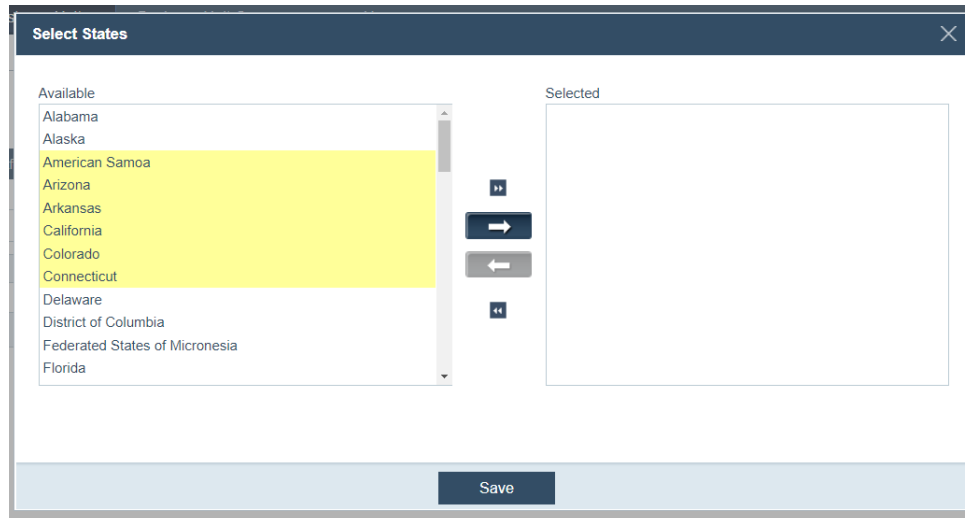 Select States
Available
Selected
Alabama
Alaska
American Samoa
Arizona
Arkansas
California
Colorado
Connecticut
Delaware
District of Columbia
Federated States of Micronesia
Florida
Save